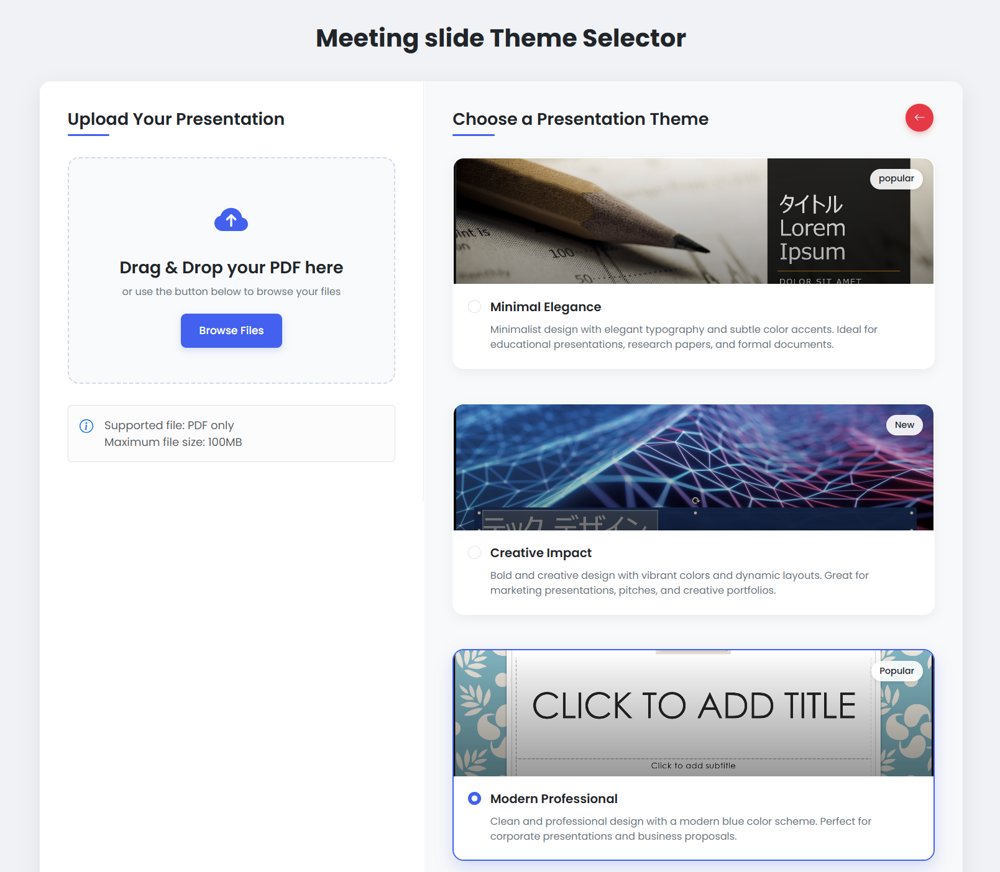 Meeting slide Theme Selector
Upload Your Presentation
Drag & Drop your PDF here
or use the button below to browse your files
Browse Files
Supported file: PDF only
Maximum file size: 100MB
Choose a Presentation Theme
popular
タイトル
Lorem
Ipsum
DOLOR SIT AMET
int is
on
100
50
monthly
Minimal Elegance
Minimalist design with elegant typography and subtle color accents. Ideal for
educational presentations, research papers, and formal documents.
New
テック デザイン
Creative Impact
Bold and creative design with vibrant colors and dynamic layouts. Great for
marketing presentations, pitches, and creative portfolios.
Popular
CLICK TO ADD TITLE
Click to add subtitle
Modern Professional
Clean and professional design with a modern blue color scheme. Perfect for
corporate presentations and business proposals.